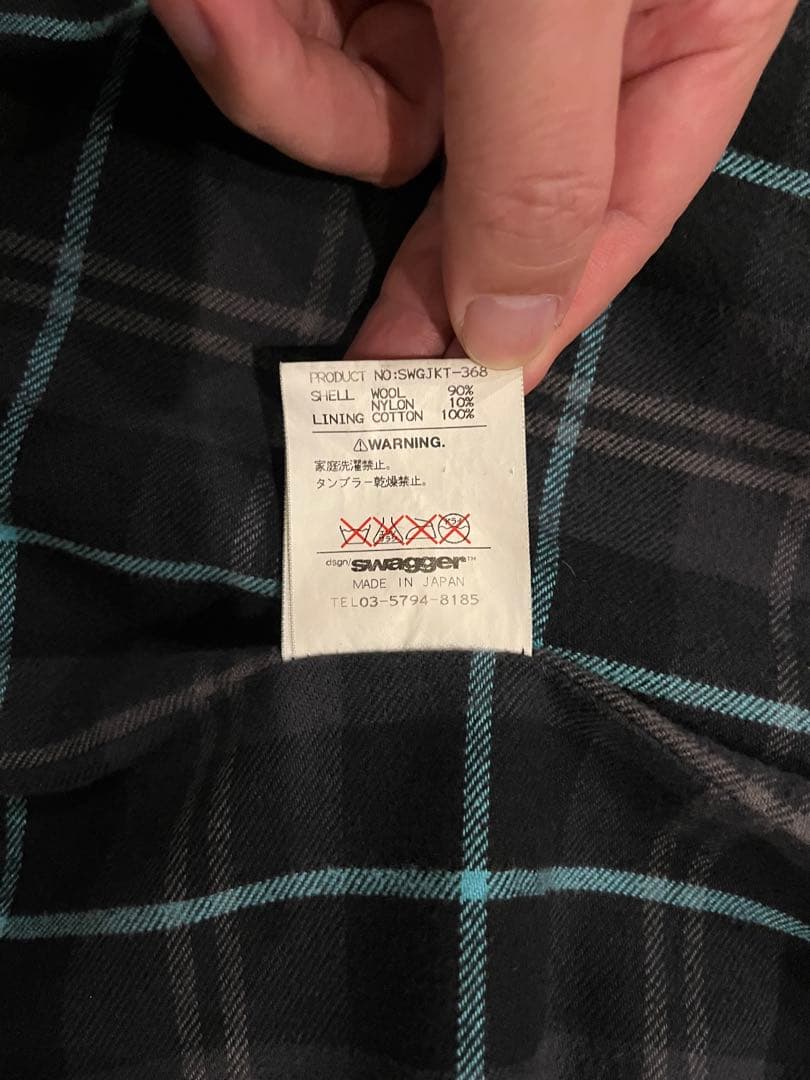 PRODUCT NO:SWGJKT-368
SHELL WOOL 90%
NYLON 10%
LINING COTTON 100%
⚠WARNING.
家庭洗濯禁止。
タンブラー乾燥禁止。
dsgn/swagger™
MADE IN JAPAN
TEL03-5794-8185